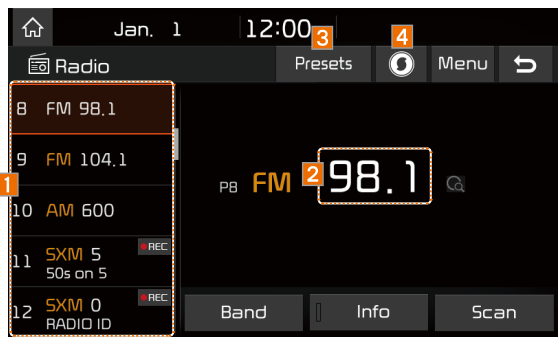 Jan. 1 12:00
3 4
Radio Presets Menu
8 FM 98.1
9 FM 104.1
1
10 AM 600
11 SXM 5 REC
50s on 5
12 SXM 0 REC
RADIO ID
P8 FM 2 98.1
Band Info Scan